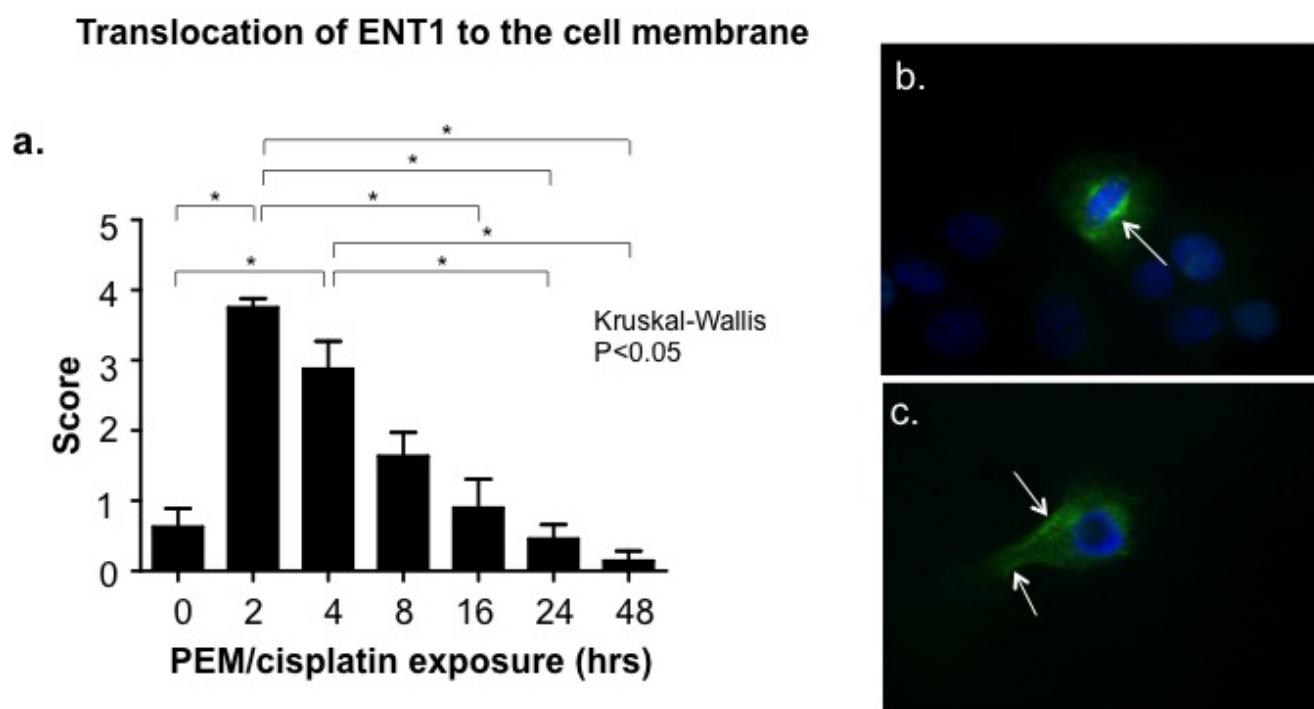 Translocation of ENT1 to the cell membrane
a.
*
*
*
*
*
*
*
5
4
3
2
1
0
Score
Kruskal-Wallis
P<0.05
0 2 4 8 16 24 48
PEM/cisplatin exposure (hrs)
b.
c.